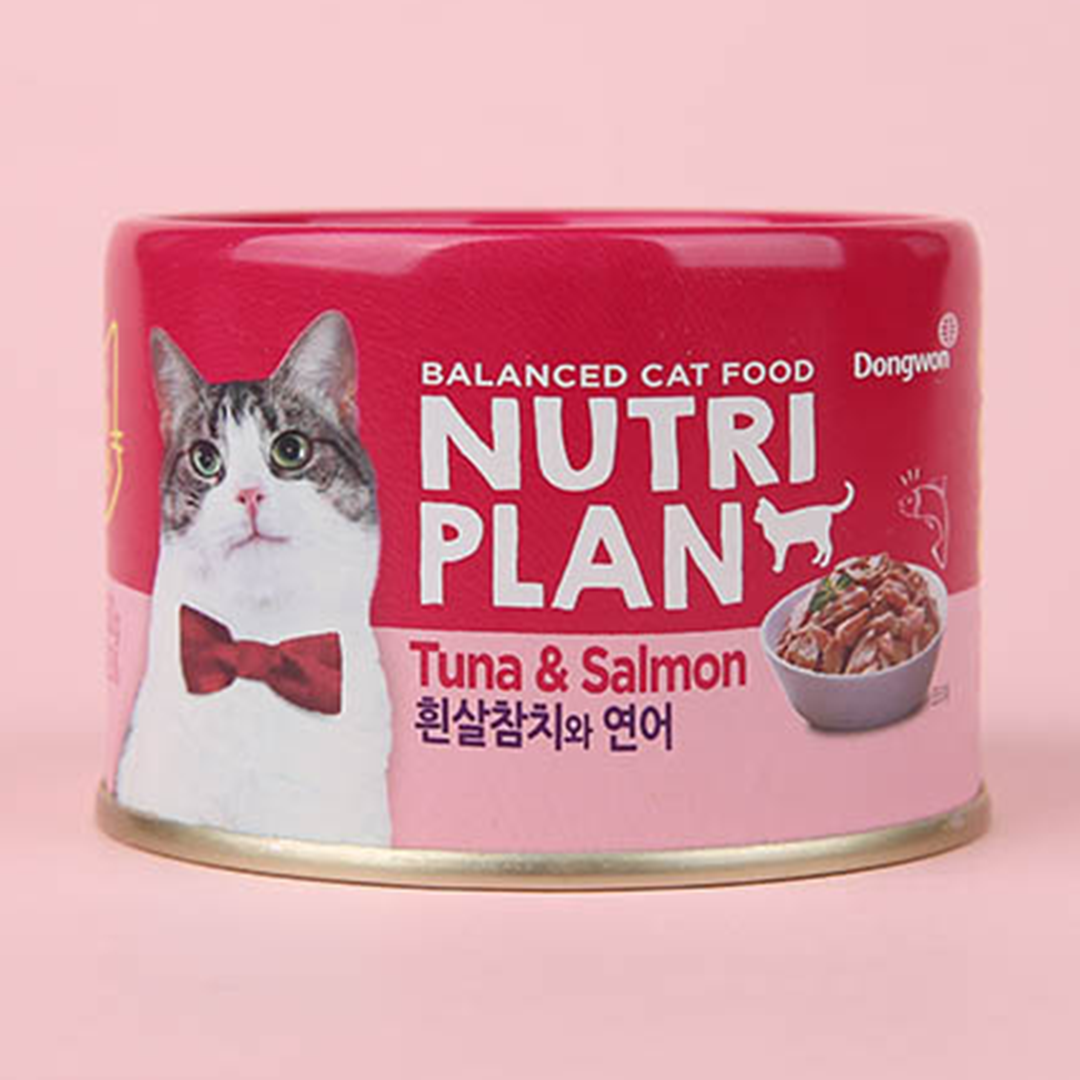 BALANCED CAT FOOD
Dongwon
NUTRI
PLAN
Tuna & Salmon
흰살참치와 연어